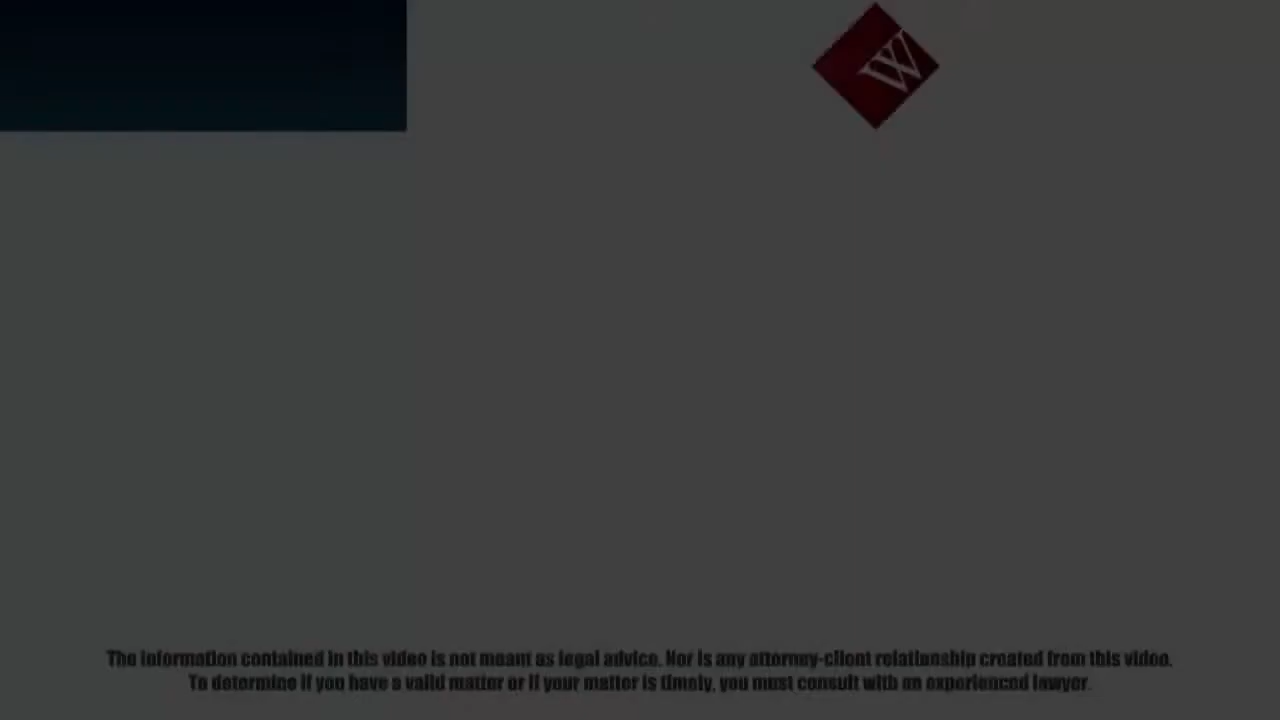 W
The information contained in this video is not meant as legal advice. Nor is any attorney-client relationship created from this video.
To determine if you have a valid matter or if your matter is timely, you must consult with an experienced lawyer.